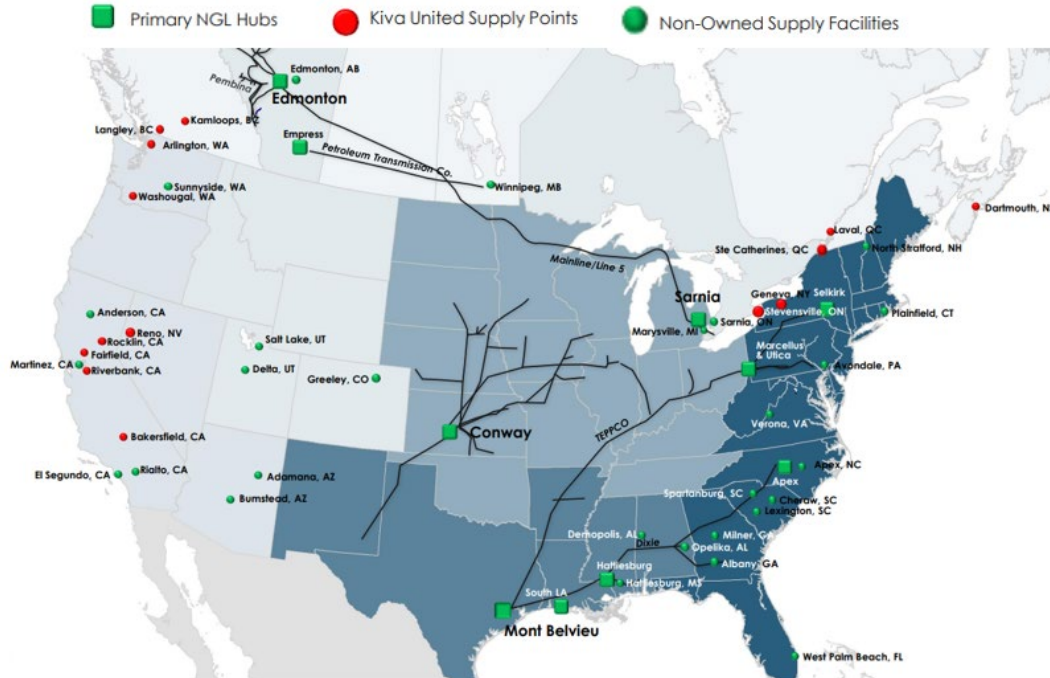 Primary NGL Hubs
Kiva United Supply Points
Non-Owned Supply Facilities
Edmonton, AB
Pembina
Edmonton
Kamloops, BZ
Langley, BC
Arlington, WA
Empress
Petroleum Transmission Co.
Sunnyside, WA
Winnipeg, MB
Washougal, WA
Dartmouth, N
Laval, QC
Ste Catherines, QC
North Stratford, NH
Mainline/Line 5
Geneva, NY
Selkirk
Sarnia
Stevensville, ON
Plainfield, CT
Anderson, CA
Sarnia, ON
Marysville, MI
Reno, NV
Rocklin, CA
Salt Lake, UT
Fairfield, CA
Marcellus
& Utica
Martinez, CA
Riverbank, CA
Delta, UT
Greeley, CO
Avondale, PA
Verona, VA
TEPPCO
Conway
Bakersfield, CA
El Segundo, CA
Rialto, CA
Adamana, AZ
Apex, NC
Apex
Bumstead, AZ
Spartanburg, SC
Cheraw, SC
Lexington, SC
Demopolis, AL
Milner, GA
Dixie
Opelika, AL
Albany, GA
Hattiesburg
Hattiesburg, MS
South LA
Mont Belvieu
West Palm Beach, FL